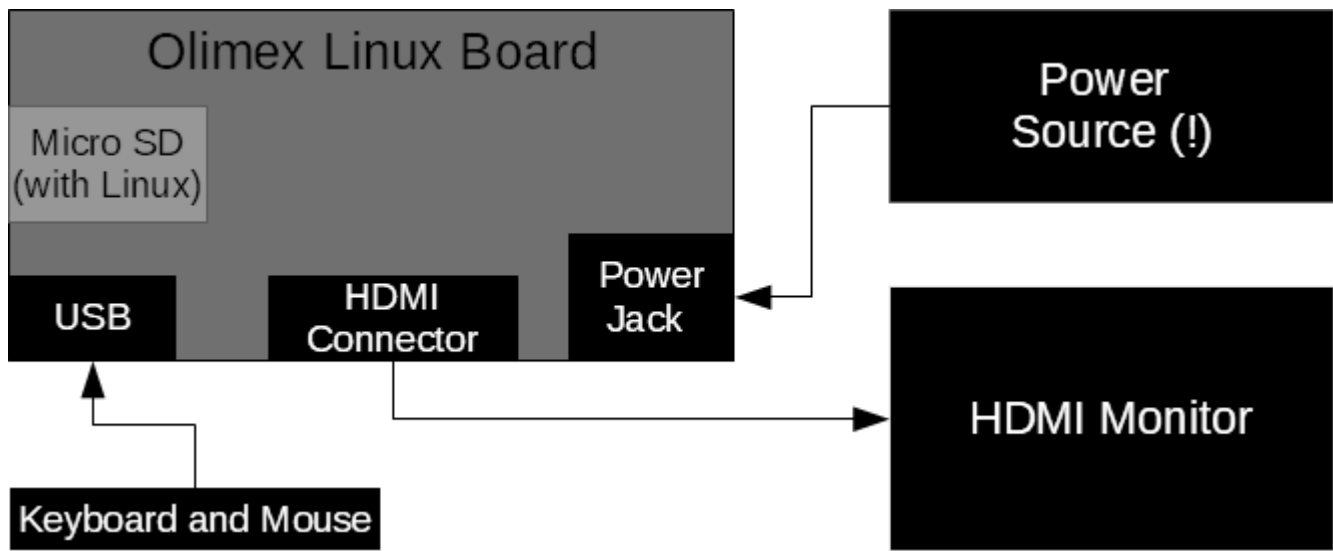 Olimex Linux Board
Micro SD
(with Linux)
USB
HDMI
Connector
Power
Jack
Power
Source (!)
HDMI Monitor
Keyboard and Mouse